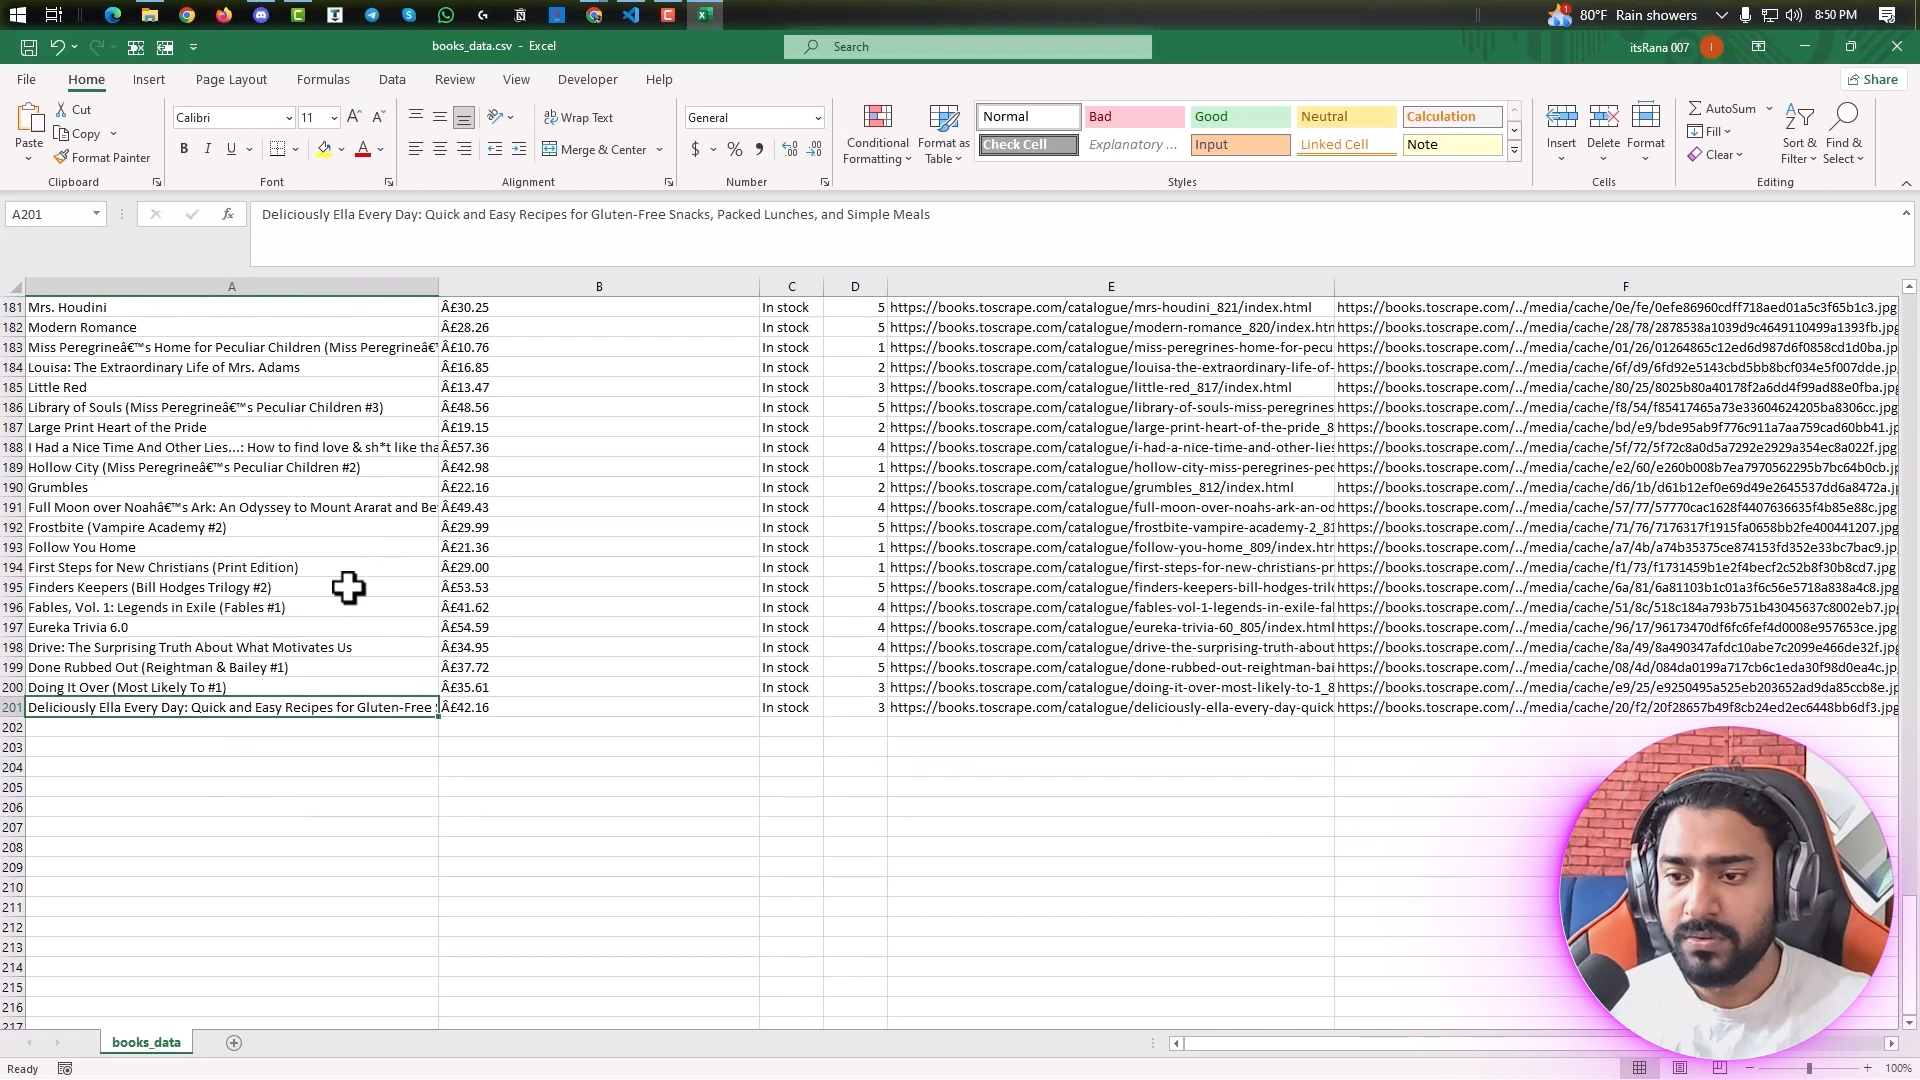 80°F Rain showers 8:50 PM
books_data.csv - Excel
Search
itsRana 007
File Home Insert Page Layout Formulas Data Review View Developer Help
Share
Paste
Cut
Copy
Format Painter
Clipboard
Calibri 11
B I U
Font
Wrap Text
Merge & Center
Alignment
General
$ % 9
Number
Conditional Formatting
Format as Table
Normal Bad Good Neutral Calculation
Check Cell Explanatory ... Input Linked Cell Note
Styles
Insert Delete Format
Cells
AutoSum
Fill
Clear
Sort & Filter
Find & Select
Editing
A201 fx Deliciously Ella Every Day: Quick and Easy Recipes for Gluten-Free Snacks, Packed Lunches, and Simple Meals
A B C D E F
181 Mrs. Houdini Â£30.25 In stock 5 https://books.toscrape.com/catalogue/mrs-houdini_821/index.html https://books.toscrape.com/../media/cache/0e/fe/0efe86960cdff718aed01a5c3f65b1c3.jpg
182 Modern Romance Â£28.26 In stock 5 https://books.toscrape.com/catalogue/modern-romance_820/index.htm https://books.toscrape.com/../media/cache/28/78/2878538a1039d9c4649110499a1393fb.jpg
183 Miss Peregrineâ€™s Home for Peculiar Children (Miss Peregrineâ€™ Â£10.76 In stock 1 https://books.toscrape.com/catalogue/miss-peregrines-home-for-pecu https://books.toscrape.com/../media/cache/01/26/01264865c12ed6d987d6f0858cd1d0ba.jp
184 Louisa: The Extraordinary Life of Mrs. Adams Â£16.85 In stock 2 https://books.toscrape.com/catalogue/louisa-the-extraordinary-life-of- https://books.toscrape.com/../media/cache/6f/d9/6fd92e5143cbd5bb8bcf034e5f007dde.jp
185 Little Red Â£13.47 In stock 3 https://books.toscrape.com/catalogue/little-red_817/index.html https://books.toscrape.com/../media/cache/80/25/8025b80a40178f2a6dd4f99ad88e0fba.jpg
186 Library of Souls (Miss Peregrineâ€™s Peculiar Children #3) Â£48.56 In stock 5 https://books.toscrape.com/catalogue/library-of-souls-miss-peregrines https://books.toscrape.com/../media/cache/f8/54/f85417465a73e33604624205ba8306cc.jpg
187 Large Print Heart of the Pride Â£19.15 In stock 2 https://books.toscrape.com/catalogue/large-print-heart-of-the-pride_8 https://books.toscrape.com/../media/cache/bd/e9/bde95ab9f776c911a7aa759cad60bb41.jp
188 I Had a Nice Time And Other Lies...: How to find love & sh*t like tha Â£57.36 In stock 4 https://books.toscrape.com/catalogue/i-had-a-nice-time-and-other-lies https://books.toscrape.com/../media/cache/5f/72/5f72c8a0d5a7292e2929a354ec8a022f.jpg
189 Hollow City (Miss Peregrineâ€™s Peculiar Children #2) Â£42.98 In stock 1 https://books.toscrape.com/catalogue/hollow-city-miss-peregrines-pec https://books.toscrape.com/../media/cache/e2/60/e260b008b7ea7970562295b7bc64b0cb.jp
190 Grumbles Â£22.16 In stock 2 https://books.toscrape.com/catalogue/grumbles_812/index.html https://books.toscrape.com/../media/cache/d6/1b/d61b12ef0e69d49e2645537dd6a8472a.jp
191 Full Moon over Noahâ€™s Ark: An Odyssey to Mount Ararat and Be Â£49.43 In stock 4 https://books.toscrape.com/catalogue/full-moon-over-noahs-ark-an-od https://books.toscrape.com/../media/cache/57/77/57770cac1628f4407636635f4b85e88c.jpg
192 Frostbite (Vampire Academy #2) Â£29.99 In stock 5 https://books.toscrape.com/catalogue/frostbite-vampire-academy-2_81 https://books.toscrape.com/../media/cache/71/76/7176317f1915fa0658bb2fe400441207.jpg
193 Follow You Home Â£21.36 In stock 1 https://books.toscrape.com/catalogue/follow-you-home_809/index.htm https://books.toscrape.com/../media/cache/a7/4b/a74b35375ce874153fd352e33bc7bac9.jpg
194 First Steps for New Christians (Print Edition) Â£29.00 In stock 1 https://books.toscrape.com/catalogue/first-steps-for-new-christians-pr https://books.toscrape.com/../media/cache/f1/73/f1731459b1e2f4becf2c52b8f30b8cd7.jpg
195 Finders Keepers (Bill Hodges Trilogy #2) Â£53.53 In stock 5 https://books.toscrape.com/catalogue/finders-keepers-bill-hodges-trilo https://books.toscrape.com/../media/cache/6a/81/6a81103b1c01a3f6c56e5718a838a4c8.jpg
196 Fables, Vol. 1: Legends in Exile (Fables #1) Â£41.62 In stock 4 https://books.toscrape.com/catalogue/fables-vol-1-legends-in-exile-fal https://books.toscrape.com/../media/cache/51/8c/518c184a793b751b43045637c8002eb7.jpg
197 Eureka Trivia 6.0 Â£54.59 In stock 4 https://books.toscrape.com/catalogue/eureka-trivia-60_805/index.html https://books.toscrape.com/../media/cache/96/17/96173470df6fc6fef4d0008e957653ce.jpg
198 Drive: The Surprising Truth About What Motivates Us Â£34.95 In stock 4 https://books.toscrape.com/catalogue/drive-the-surprising-truth-about https://books.toscrape.com/../media/cache/8a/49/8a490347afdc10abe7c2099e466de32f.jpg
199 Done Rubbed Out (Reightman & Bailey #1) Â£37.72 In stock 5 https://books.toscrape.com/catalogue/done-rubbed-out-reightman-bai https://books.toscrape.com/../media/cache/08/4d/084da0199a717cb6c1eda30f98d0ea4c.jpg
200 Doing It Over (Most Likely To #1) Â£35.61 In stock 3 https://books.toscrape.com/catalogue/doing-it-over-most-likely-to-1_8 https://books.toscrape.com/../media/cache/e9/25/e9250495a525eb203652ad9da85ccb8e.jpg
201 Deliciously Ella Every Day: Quick and Easy Recipes for Gluten-Free Â£42.16 In stock 3 https://books.toscrape.com/catalogue/deliciously-ella-every-day-quick https://books.toscrape.com/../media/cache/20/f2/20f28657b49f8cb24ed2ec6448bb6df3.jpg
202
203
204
205
206
207
208
209
210
211
212
213
214
215
216
217
books_data
Ready 100%